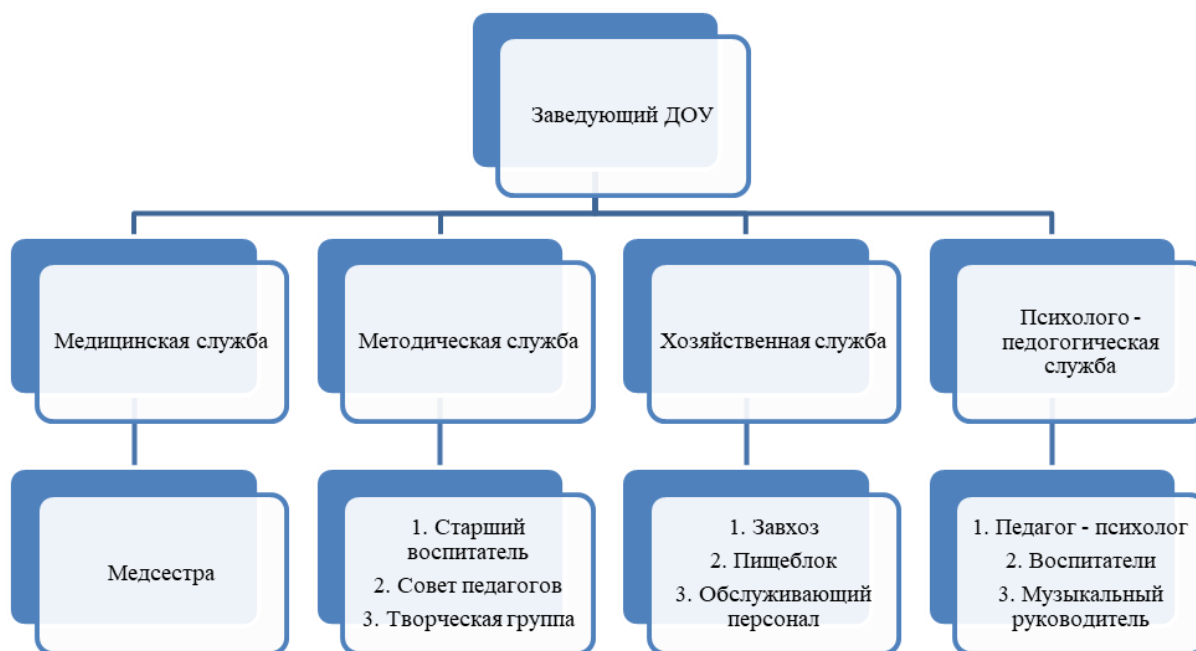 Заведующий ДОУ
Медицинская служба
Методическая служба
Хозяйственная служба
Психолого -
педогогическая
служба
Медсестра
1. Старший
воспитатель
2. Совет педагогов
3. Творческая группа
1. Завхоз
2. Пищеблок
3. Обслуживающий
персонал
1. Педагог - психолог
2. Воспитатели
3. Музыкальный
руководитель